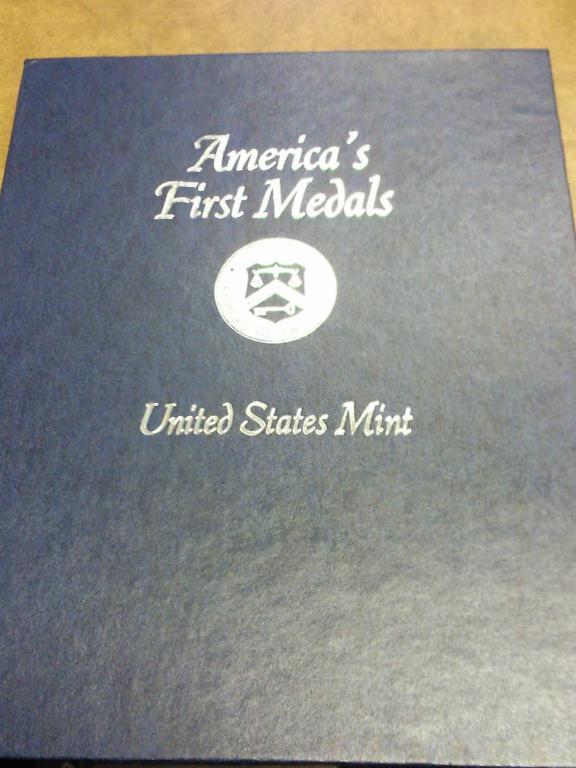 America's
First Medals
United States Mint